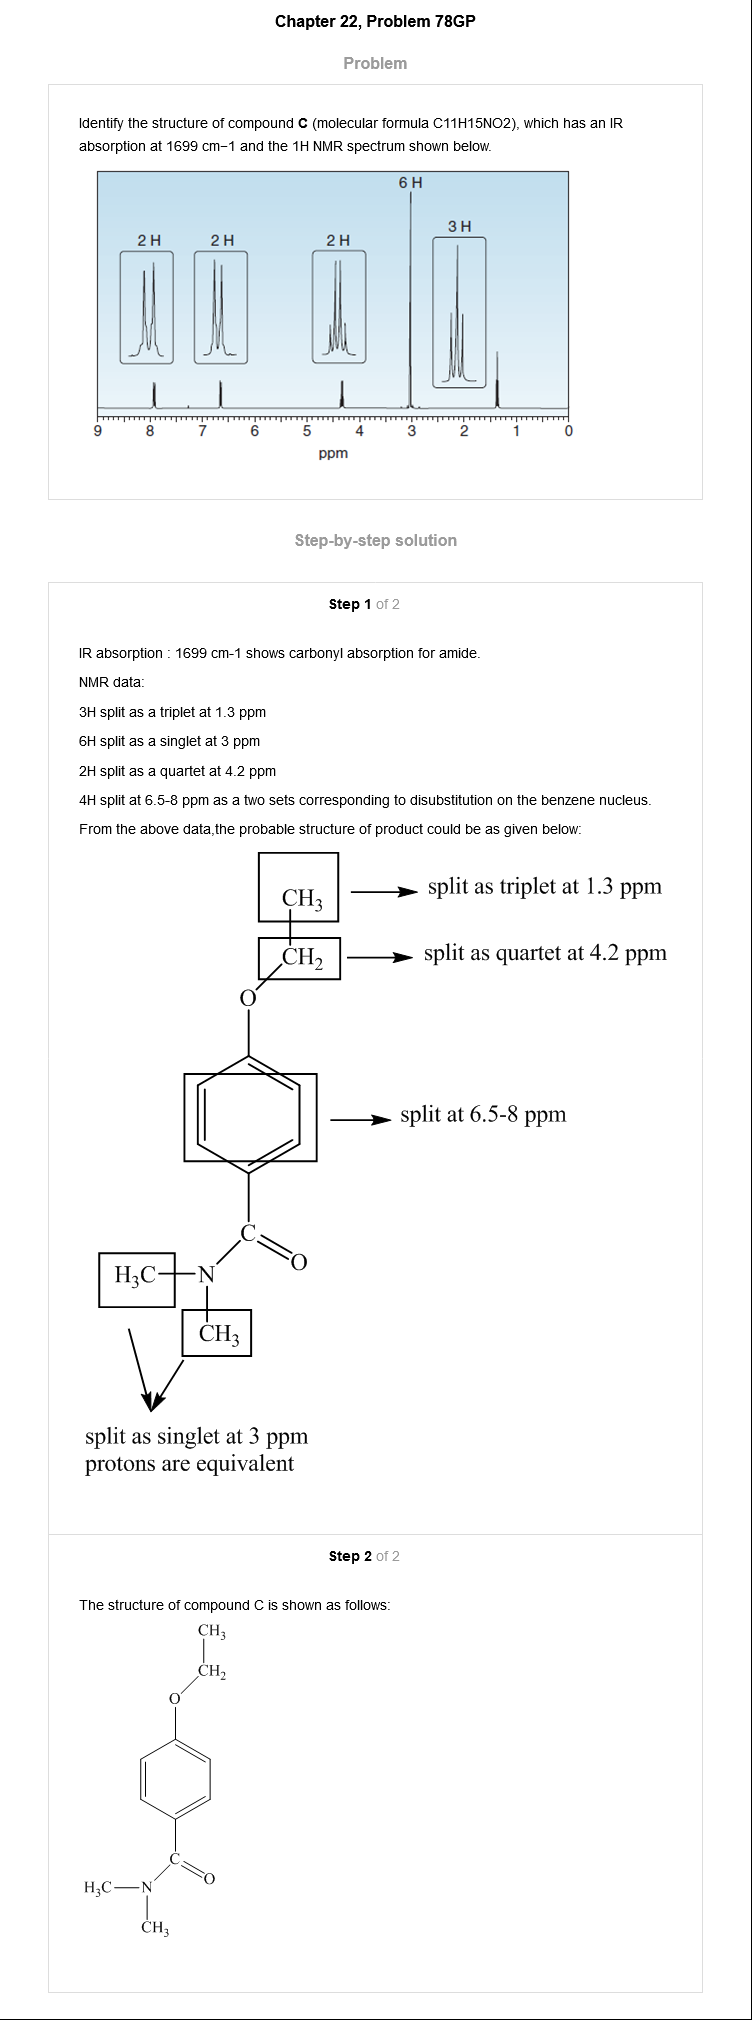 Chapter 22, Problem 78GP
Problem
Identify the structure of compound C (molecular formula C11H15NO2), which has an IR
absorption at 1699 cm−1 and the 1H NMR spectrum shown below.
6 H
3 H
2 H
2 H
2 H
9 8 7 6 5 4 3 2 1 0
ppm
Step-by-step solution
Step 1 of 2
IR absorption : 1699 cm-1 shows carbonyl absorption for amide.
NMR data:
3H split as a triplet at 1.3 ppm
6H split as a singlet at 3 ppm
2H split as a quartet at 4.2 ppm
4H split at 6.5-8 ppm as a two sets corresponding to disubstitution on the benzene nucleus.
From the above data,the probable structure of product could be as given below:
CH3 split as triplet at 1.3 ppm
CH2 split as quartet at 4.2 ppm
O
split at 6.5-8 ppm
C
O
H3C N
CH3
split as singlet at 3 ppm
protons are equivalent
Step 2 of 2
The structure of compound C is shown as follows:
CH3
CH2
O
C
O
H3C N
CH3